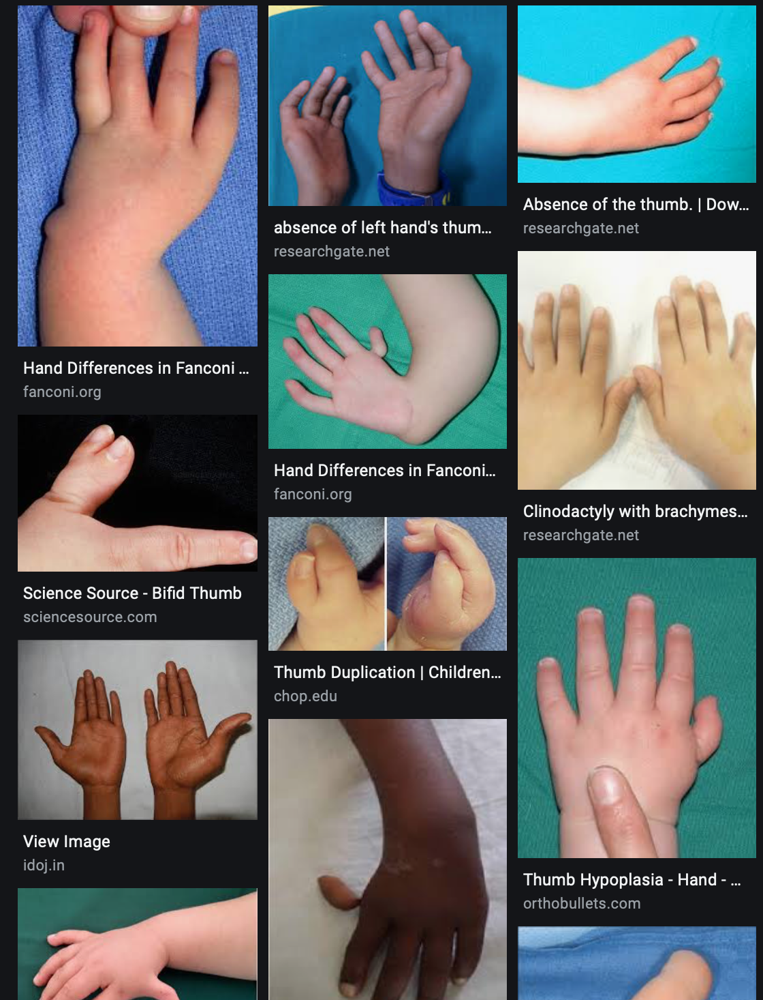 Hand Differences in Fanconi ...
fanconi.org
Science Source - Bifid Thumb
sciencesource.com
View Image
idoj.in
absence of left hand's thum...
researchgate.net
Hand Differences in Fanconi...
fanconi.org
Thumb Duplication | Children...
chop.edu
Absence of the thumb. | Dow...
researchgate.net
Clinodactyly with brachymes...
researchgate.net
Thumb Hypoplasia - Hand - ...
orthobullets.com